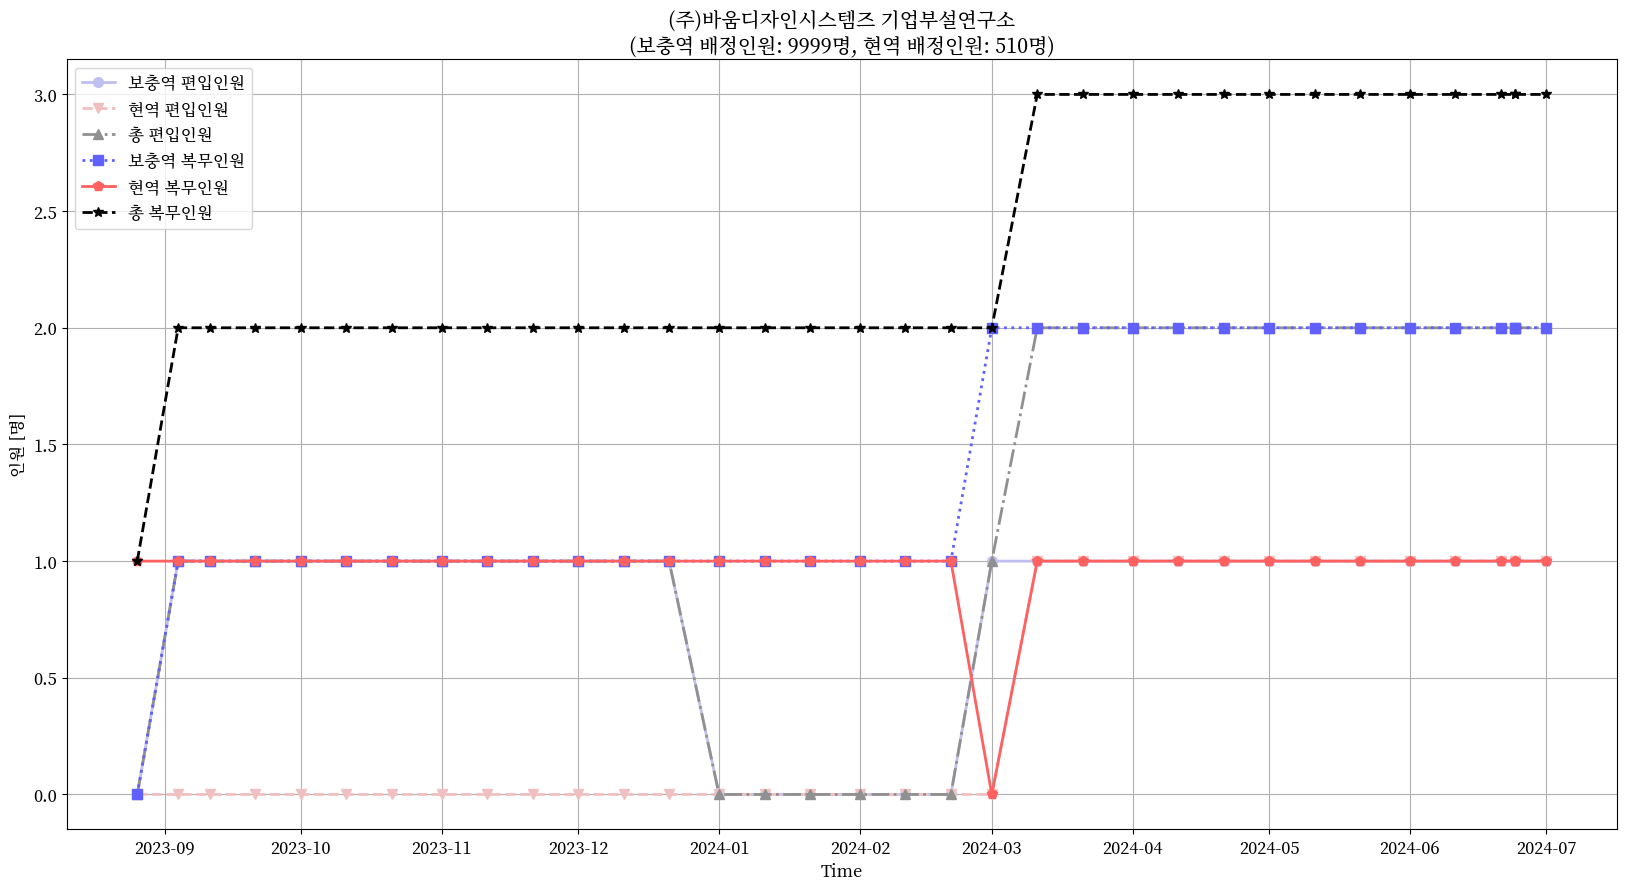 (주)바움디자인시스템즈 기업부설연구소
(보충역 배정인원: 9999명, 현역 배정인원: 510명)
보충역 편입인원
현역 편입인원
총 편입인원
보충역 복무인원
현역 복무인원
총 복무인원
3.0
2.5
2.0
1.5
1.0
0.5
0.0
인원 [명]
2023-09 2023-10 2023-11 2023-12 2024-01 2024-02 2024-03 2024-04 2024-05 2024-06 2024-07
Time